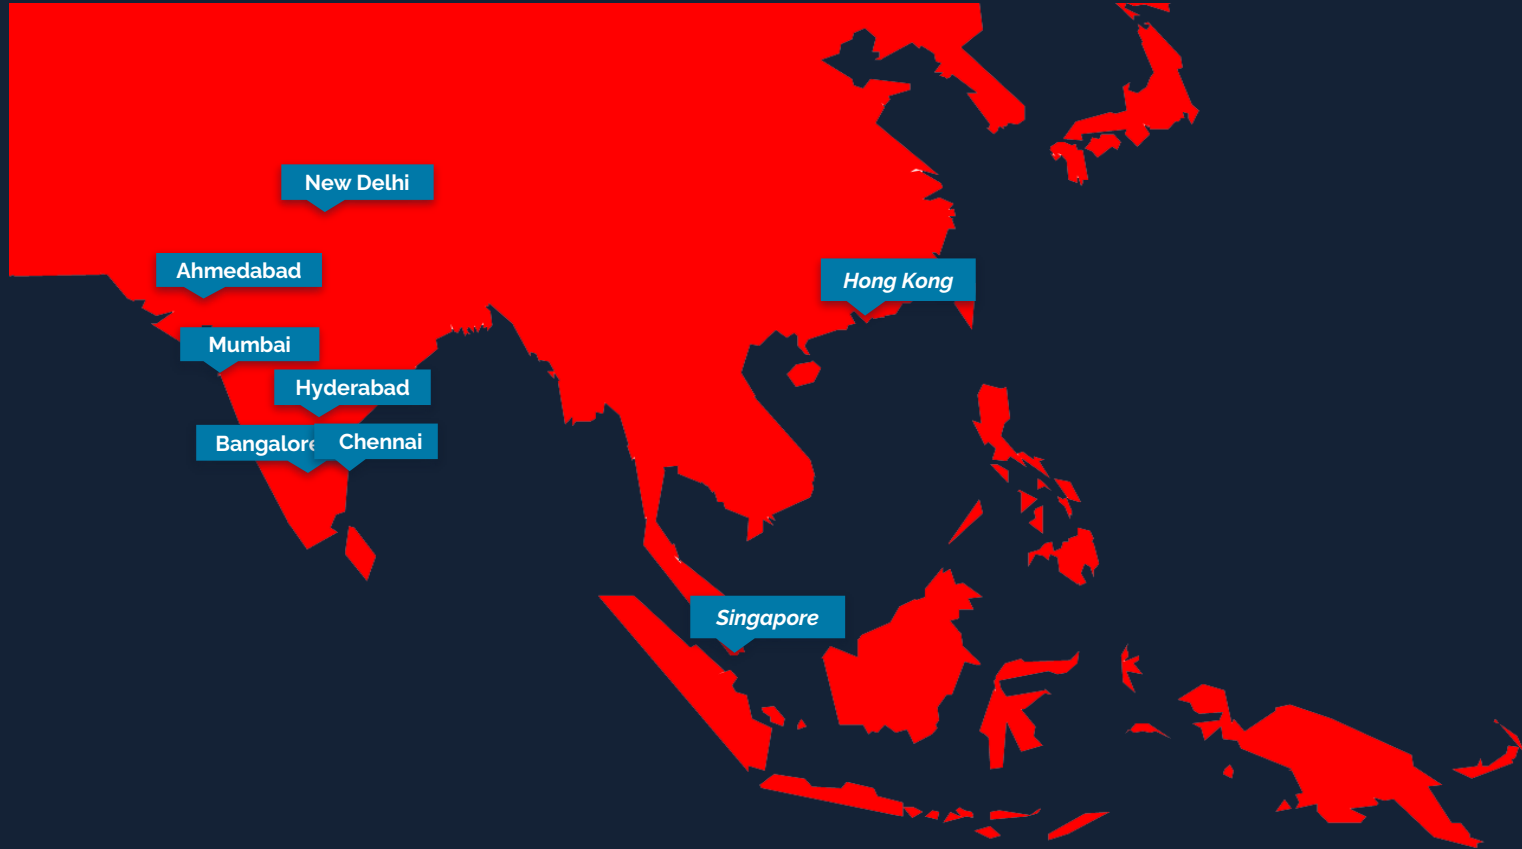 New Delhi
Ahmedabad
Hong Kong
Mumbai
Hyderabad
Bangalore
Chennai
Singapore